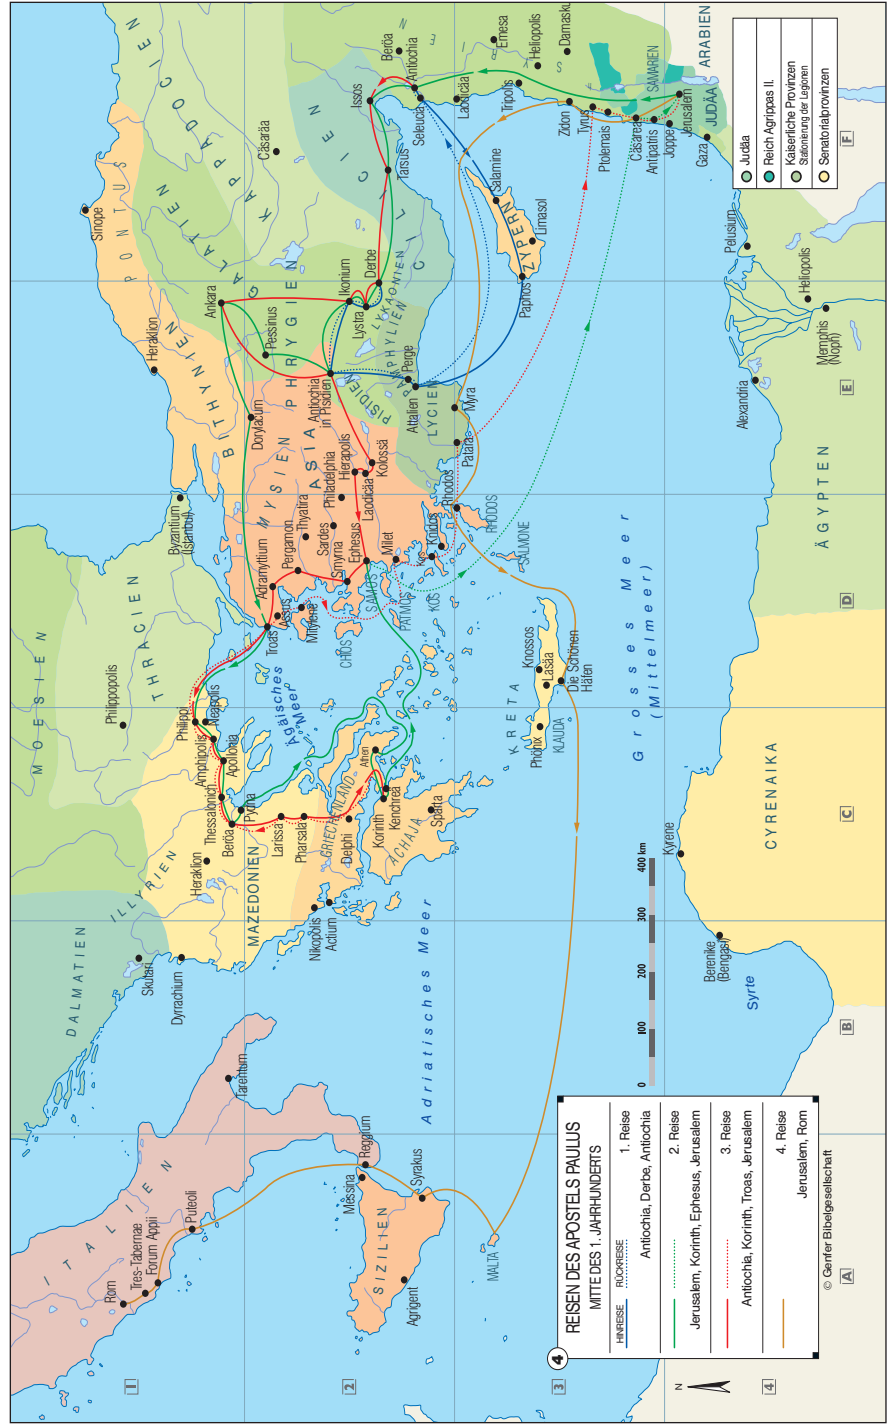 4
REISEN DES APOSTELS PAULUS
MITTE DES 1. JAHRHUNDERTS
HINREISE
RÜCKREISE
1. Reise
Antiochia, Derbe, Antiochia
2. Reise
Jerusalem, Korinth, Ephesus, Jerusalem
3. Reise
Antiochia, Korinth, Troas, Jerusalem
4. Reise
Jerusalem, Rom
© Genfer Bibelgesellschaft
N
0
100
200
300
400 km
Judäa
Reich Agrippas II.
Kaiserliche Provinzen
Stationierung der Legionen
Senatorialprovinzen
1
2
3
4
A
B
C
D
E
F
ITALIEN
Rom
Tres-Tabernae
Forum Appii
Puteoli
Tarentum
Reggium
Messina
SIZILIEN
Syrakus
Agrigent
MALTA
Adriatisches Meer
DALMATIEN
Skutari
Dyrrachium
ILLYRIEN
MOESIEN
Philippopolis
THRACIEN
Byzantium
(Istanbul)
MAZEDONIEN
Heraklion
Philippi
Neapolis
Amphipolis
Apollonia
Thessalonich
Beröa
Pydna
Larissa
Pharsala
GRIECHENLAND
Delphi
Nikopolis
Actium
Athen
Korinth
Kenchrea
ACHAJA
Sparta
Ägäisches
Meer
KRETA
Knossos
Lasäa
Die Schönen
Häfen
Phönix
KLAUDA
SALMONE
Grosses Meer
(Mittelmeer)
Troas
Assus
Adramyttium
Mitylene
Pergamon
Thyatira
Sardes
Smyrna
Philadelphia
Hierapolis
Laodicäa
Kolossä
Ephesus
Milet
CHIOS
SAMOS
PATMOS
KOS
Kos
Knidos
Rhodos
RHODOS
MYSIEN
ASIA
PHRYGIEN
BITHYNIEN
PONTUS
GALATIEN
KAPPADOCIEN
Heraklion
Sinope
Ankara
Pessinus
Dorylaeum
Cäsaräa
Antiochia
in Pisidien
PISIDIEN
Ikonium
Lystra
Derbe
LYKAONIEN
PAMPHYLIEN
Perge
Attalien
LYCIEN
Myra
Patara
CILICIEN
Tarsus
Issos
Antiochia
Seleucia
Beröa
Laodicäa
Emesa
Heliopolis
Damasku
Tripolis
Zidon
Tyrus
Ptolemais
Cäsarea
Antipatris
Joppe
Jerusalem
Gaza
SAMARIEN
JUDÄA
ARABIEN
ZYPERN
Salamine
Limasol
Paphos
Pelusium
Heliopolis
Memphis
(Noph)
Alexandria
ÄGYPTEN
CYRENAIKA
Kyrene
Berenike
(Bengasi)
Syrte